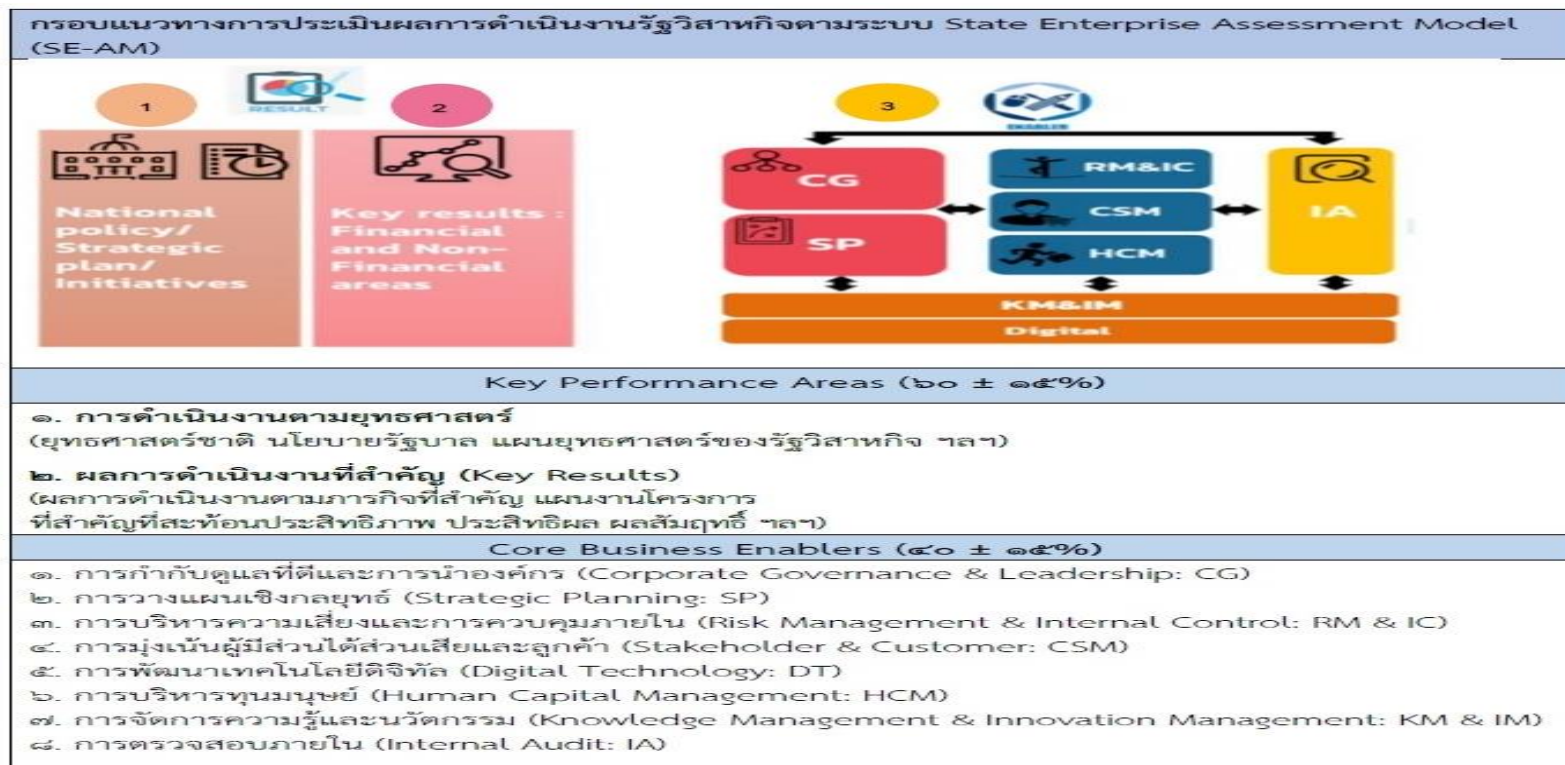 กรอบแนวทางการประเมินผลการดำเนินงานรัฐวิสาหกิจตามระบบ State Enterprise Assessment Model
(SE-AM)
1
RESULT
2
3
ENABLER
National
policy/
Strategic
plan/
Initiatives
Key results :
Financial
and Non-
Financial
areas
CG
SP
RM&IC
CSM
HCM
IA
KM&IM
Digital
Key Performance Areas (๖๐ ± ๑๕%)
๑. การดำเนินงานตามยุทธศาสตร์
(ยุทธศาสตร์ชาติ นโยบายรัฐบาล แผนยุทธศาสตร์ของรัฐวิสาหกิจ ฯลฯ)
๒. ผลการดำเนินงานที่สำคัญ (Key Results)
(ผลการดำเนินงานตามภารกิจที่สำคัญ แผนงานโครงการ
ที่สำคัญที่สะท้อนประสิทธิภาพ ประสิทธิผล ผลสัมฤทธิ์ ฯลฯ)
Core Business Enablers (๔๐ ± ๑๕%)
๑. การกำกับดูแลที่ดีและการนำองค์กร (Corporate Governance & Leadership: CG)
๒. การวางแผนเชิงกลยุทธ์ (Strategic Planning: SP)
๓. การบริหารความเสี่ยงและการควบคุมภายใน (Risk Management & Internal Control: RM & IC)
๔. การมุ่งเน้นผู้มีส่วนได้ส่วนเสียและลูกค้า (Stakeholder & Customer: CSM)
๕. การพัฒนาเทคโนโลยีดิจิทัล (Digital Technology: DT)
๖. การบริหารทุนมนุษย์ (Human Capital Management: HCM)
๗. การจัดการความรู้และนวัตกรรม (Knowledge Management & Innovation Management: KM & IM)
๘. การตรวจสอบภายใน (Internal Audit: IA)